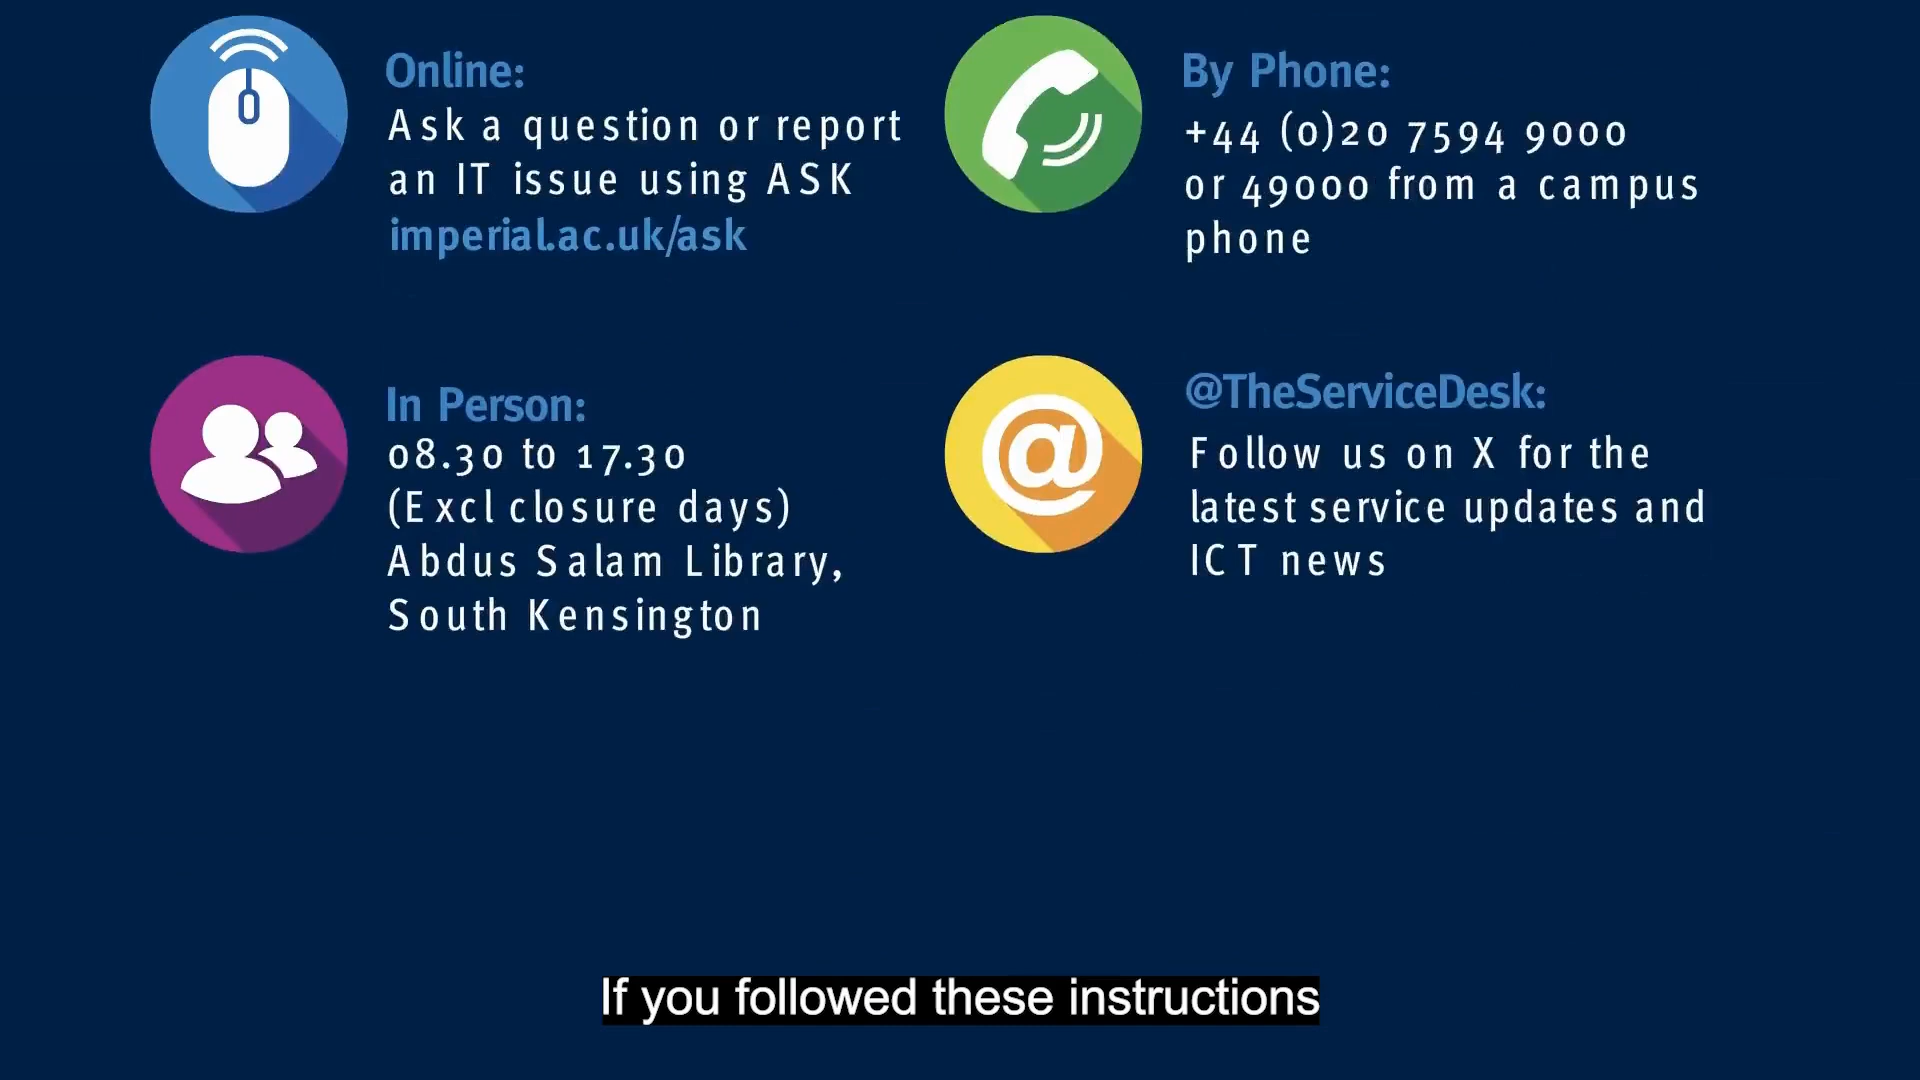 Online:
Ask a question or report
an IT issue using ASK
imperial.ac.uk/ask
By Phone:
+44 (0)20 7594 9000
or 49000 from a campus
phone
In Person:
08.30 to 17.30
(Excl closure days)
Abdus Salam Library,
South Kensington
@TheServiceDesk:
Follow us on X for the
latest service updates and
ICT news
If you followed these instructions